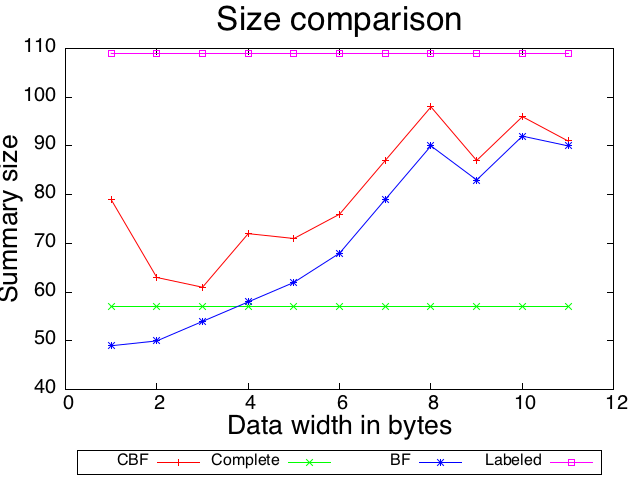 Size comparison
110
100
90
80
70
60
50
40
Summary size
0 2 4 6 8 10 12
Data width in bytes
CBF Complete BF Labeled